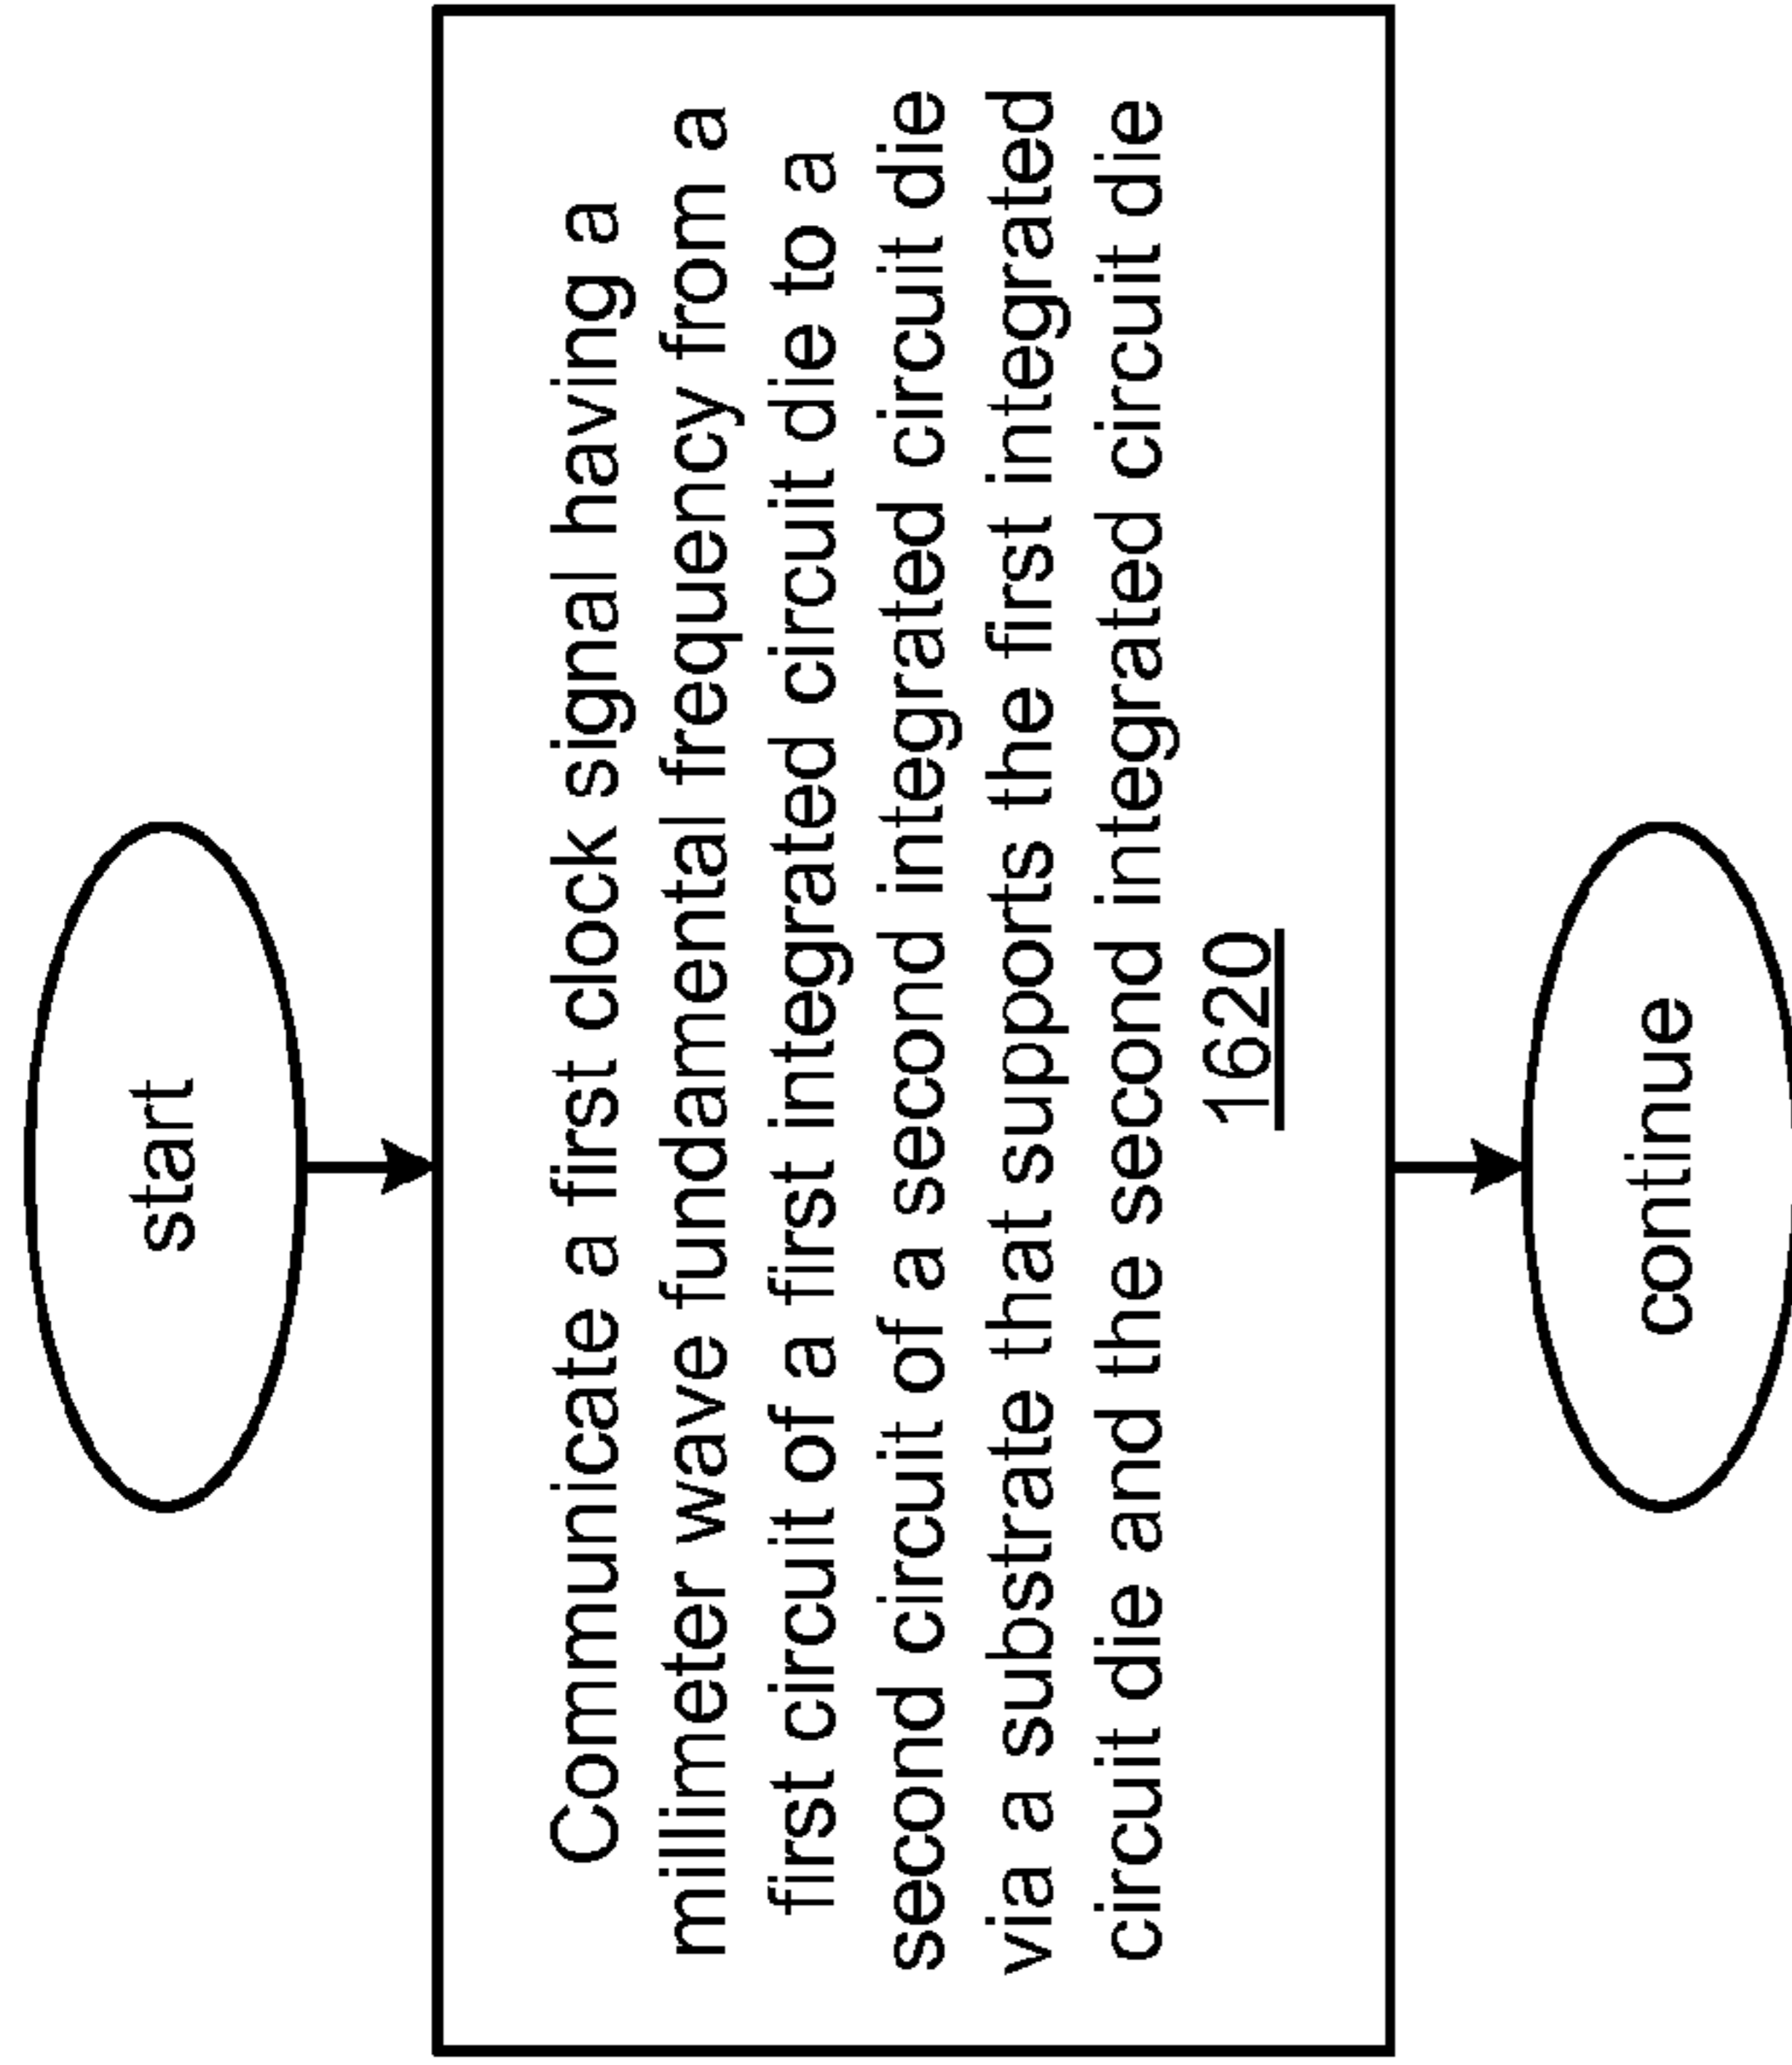 start
Communicate a first clock signal having a
millimeter wave fundamental frequency from a
first circuit of a first integrated circuit die to a
second circuit of a second integrated circuit die
via a substrate that supports the first integrated
circuit die and the second integrated circuit die
1620
continue